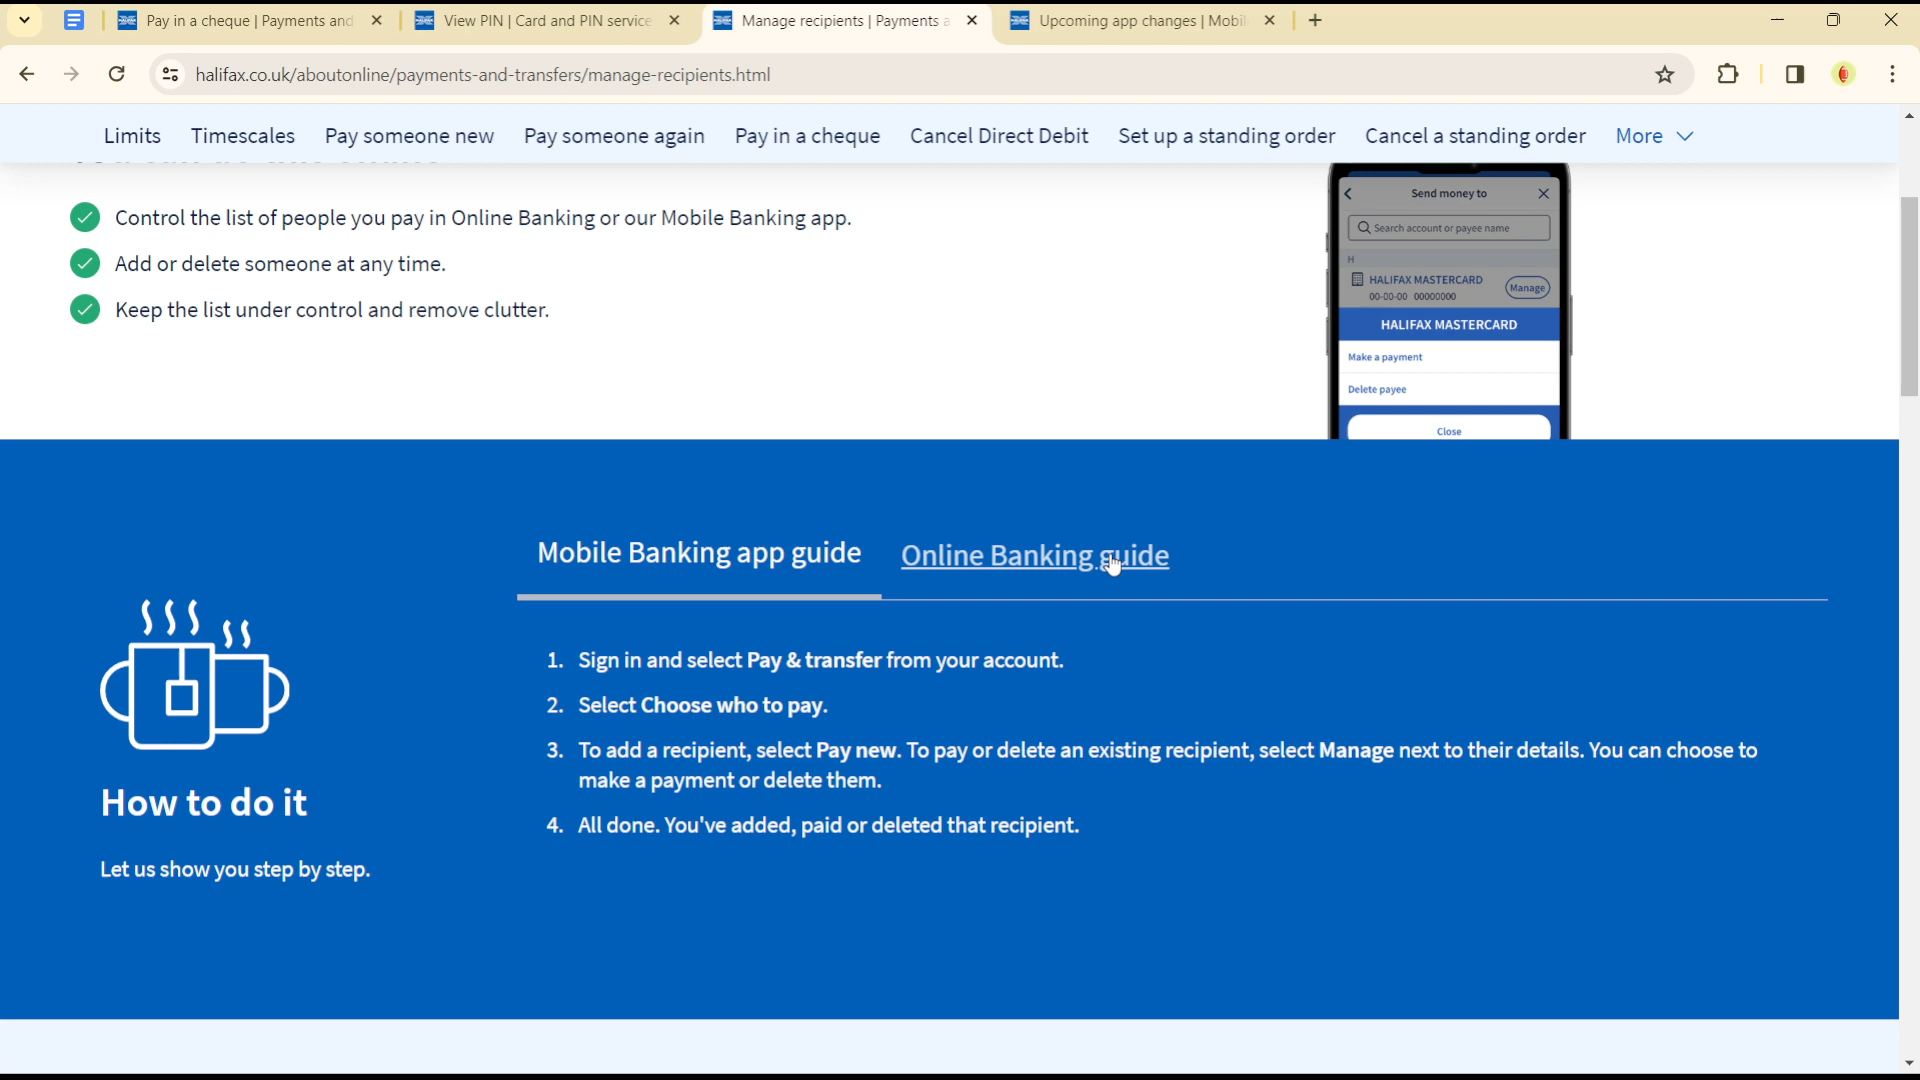 Pay in a cheque | Payments and
View PIN | Card and PIN service
Manage recipients | Payments a
Upcoming app changes | Mobil
halifax.co.uk/aboutonline/payments-and-transfers/manage-recipients.html
Limits Timescales Pay someone new Pay someone again Pay in a cheque Cancel Direct Debit Set up a standing order Cancel a standing order More
Control the list of people you pay in Online Banking or our Mobile Banking app.
Add or delete someone at any time.
Keep the list under control and remove clutter.
Send money to
Search account or payee name
H
HALIFAX MASTERCARD
00-00-00 00000000
Manage
HALIFAX MASTERCARD
Make a payment
Delete payee
Close
Mobile Banking app guide Online Banking guide
1. Sign in and select Pay & transfer from your account.
2. Select Choose who to pay.
3. To add a recipient, select Pay new. To pay or delete an existing recipient, select Manage next to their details. You can choose to
make a payment or delete them.
4. All done. You've added, paid or deleted that recipient.
How to do it
Let us show you step by step.